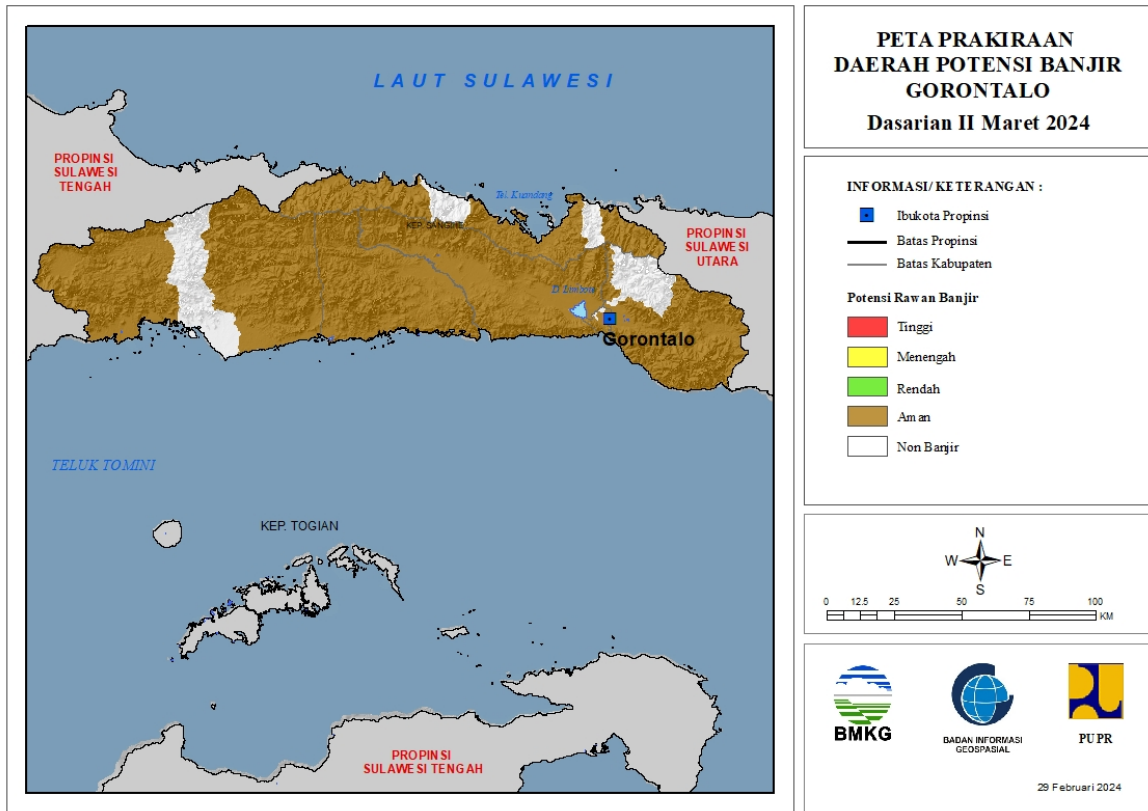 LAUT SULAWESI
PROPINSI
SULAWESI
TENGAH
Tel. Kuandang
KEP. SANGIHE
PROPINSI
SULAWESI
UTARA
D. Limboto
Gorontalo
TELUK TOMINI
KEP. TOGIAN
PROPINSI
SULAWESI TENGAH
PETA PRAKIRAAN
DAERAH POTENSI BANJIR
GORONTALO
Dasarian II Maret 2024
INFORMASI/ KETERANGAN :
Ibukota Propinsi
Batas Propinsi
Batas Kabupaten
Potensi Rawan Banjir
Tinggi
Menengah
Rendah
Aman
Non Banjir
N
W E
S
0 12.5 25 50 75 100
KM
BMKG
BADAN INFORMASI
GEOSPASIAL
PUPR
29 Februari 2024